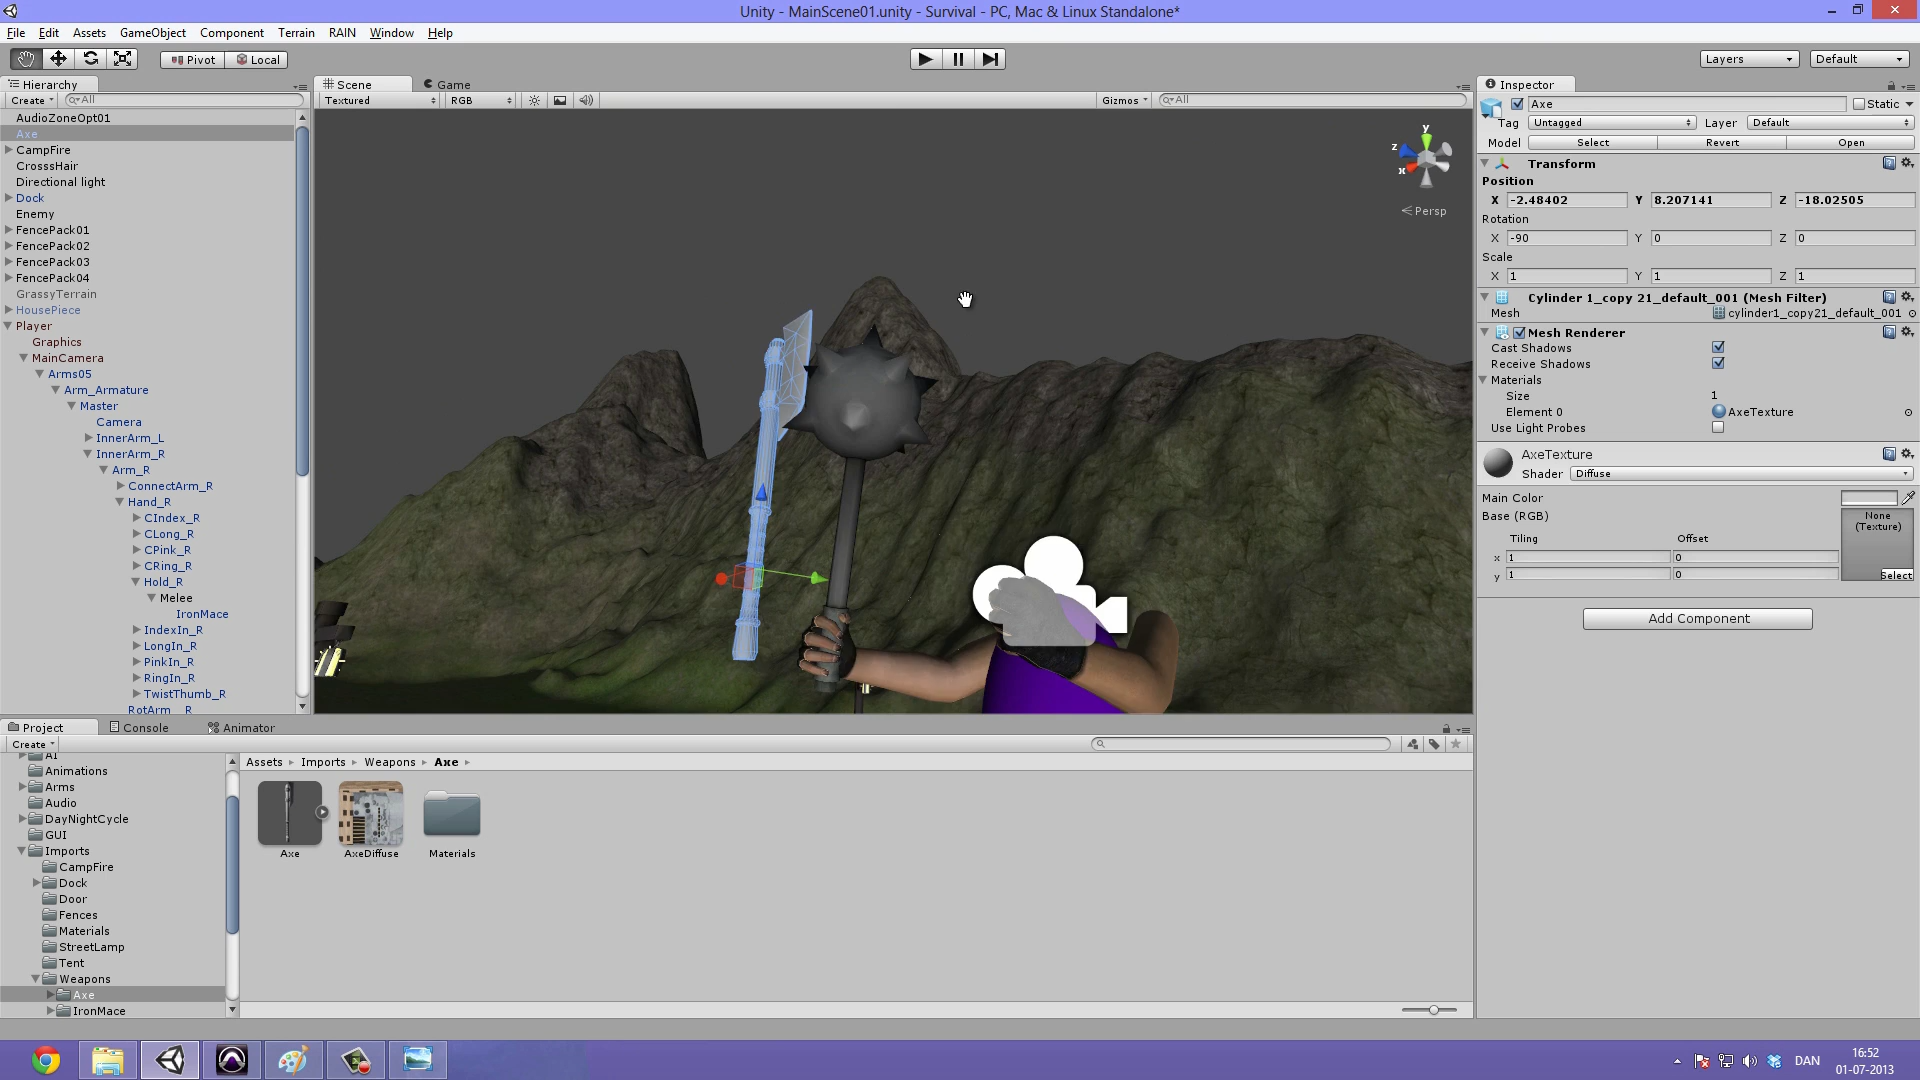 Unity - MainScene01.unity - Survival - PC, Mac & Linux Standalone*
File Edit Assets GameObject Component Terrain RAIN Window Help
Pivot Local Layers Default
Hierarchy
Create All
AudioZoneOpt01
Axe
CampFire
CrosssHair
Directional light
Dock
Enemy
FencePack01
FencePack02
FencePack03
FencePack04
GrassyTerrain
HousePiece
Player
Graphics
MainCamera
Arms05
Arm_Armature
Master
Camera
InnerArm_L
InnerArm_R
Arm_R
ConnectArm_R
Hand_R
CIndex_R
CLong_R
CPink_R
CRing_R
Hold_R
Melee
IronMace
IndexIn_R
LongIn_R
PinkIn_R
RingIn_R
TwistThumb_R
RotArm__R
Scene Game
Textured RGB Gizmos All
y
z
x
Persp
Inspector
Axe Static
Tag Untagged Layer Default
Model Select Revert Open
Transform
Position
X -2.48402 Y 8.207141 Z -18.02505
Rotation
X -90 Y 0 Z 0
Scale
X 1 Y 1 Z 1
Cylinder 1_copy 21_default_001 (Mesh Filter)
Mesh cylinder1_copy21_default_001
Mesh Renderer
Cast Shadows
Receive Shadows
Materials
Size 1
Element 0 AxeTexture
Use Light Probes
AxeTexture
Shader Diffuse
Main Color
Base (RGB)
None
(Texture)
Tiling Offset
x 1 0
y 1 0
Select
Add Component
Project Console Animator
Create
AI
Animations
Arms
Audio
DayNightCycle
GUI
Imports
CampFire
Dock
Door
Fences
Materials
StreetLamp
Tent
Weapons
Axe
IronMace
Assets Imports Weapons Axe
Axe AxeDiffuse Materials
DAN
16:52
01-07-2013